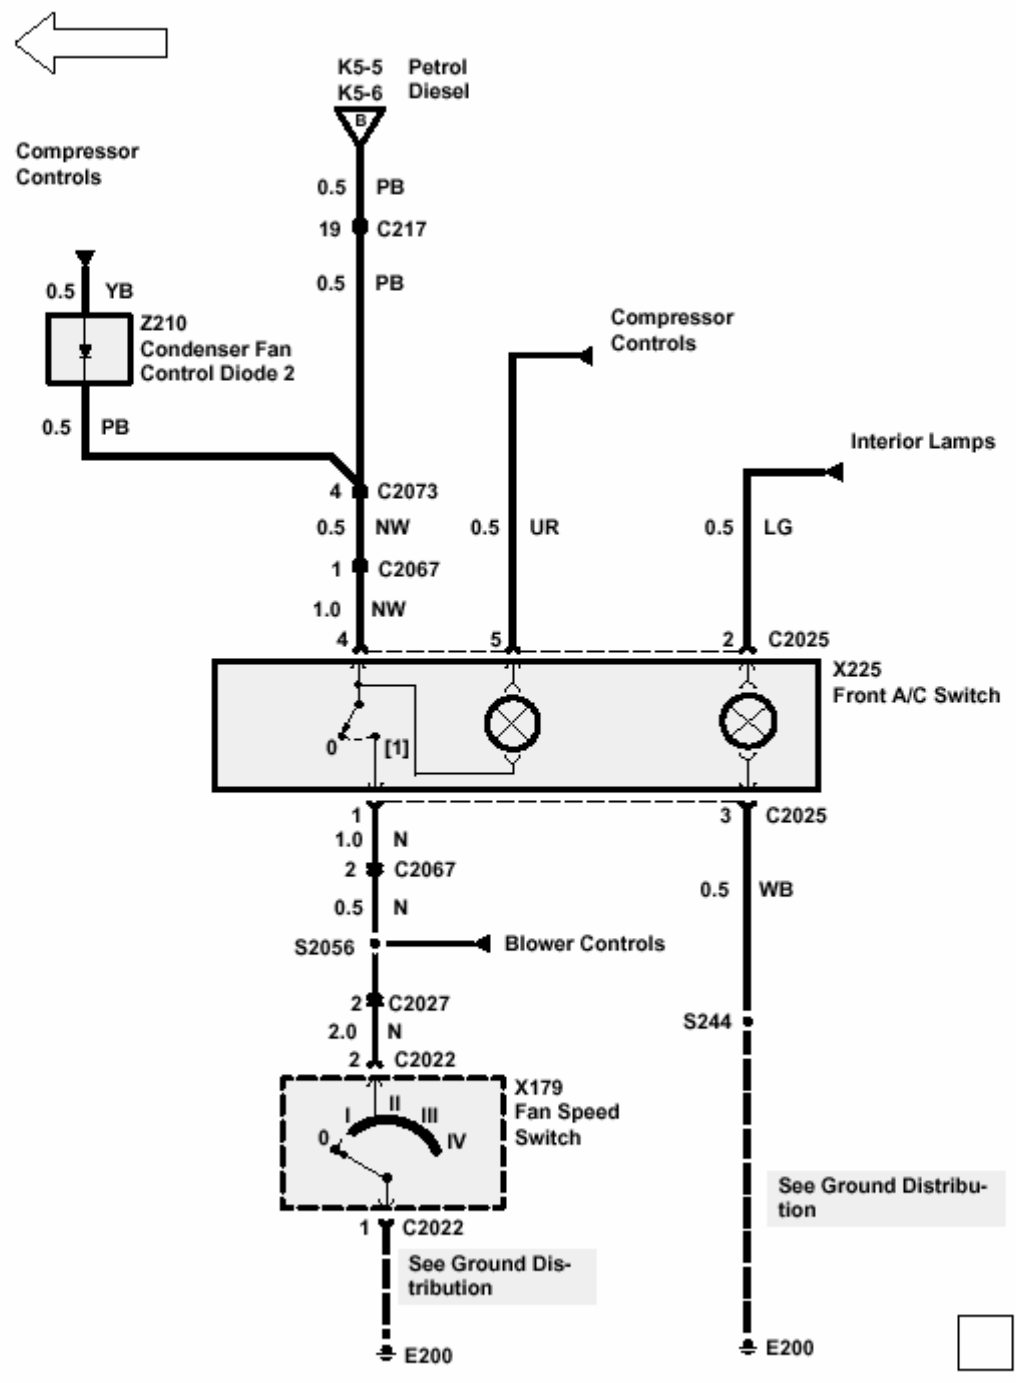 K5-5 Petrol
K5-6 Diesel
B
Compressor
Controls
0.5 PB
19 C217
0.5 YB
0.5 PB
Z210
Condenser Fan
Control Diode 2
Compressor
Controls
0.5 PB
Interior Lamps
4 C2073
0.5 NW
0.5 UR
0.5 LG
1 C2067
1.0 NW
4
5
2 C2025
X225
Front A/C Switch
0 [1]
1
3 C2025
1.0 N
2 C2067
0.5 WB
0.5 N
S2056
Blower Controls
2 C2027
S244
2.0 N
2 C2022
X179
Fan Speed
Switch
0 I II III IV
See Ground Distribu-
tion
1 C2022
See Ground Dis-
tribution
E200
E200